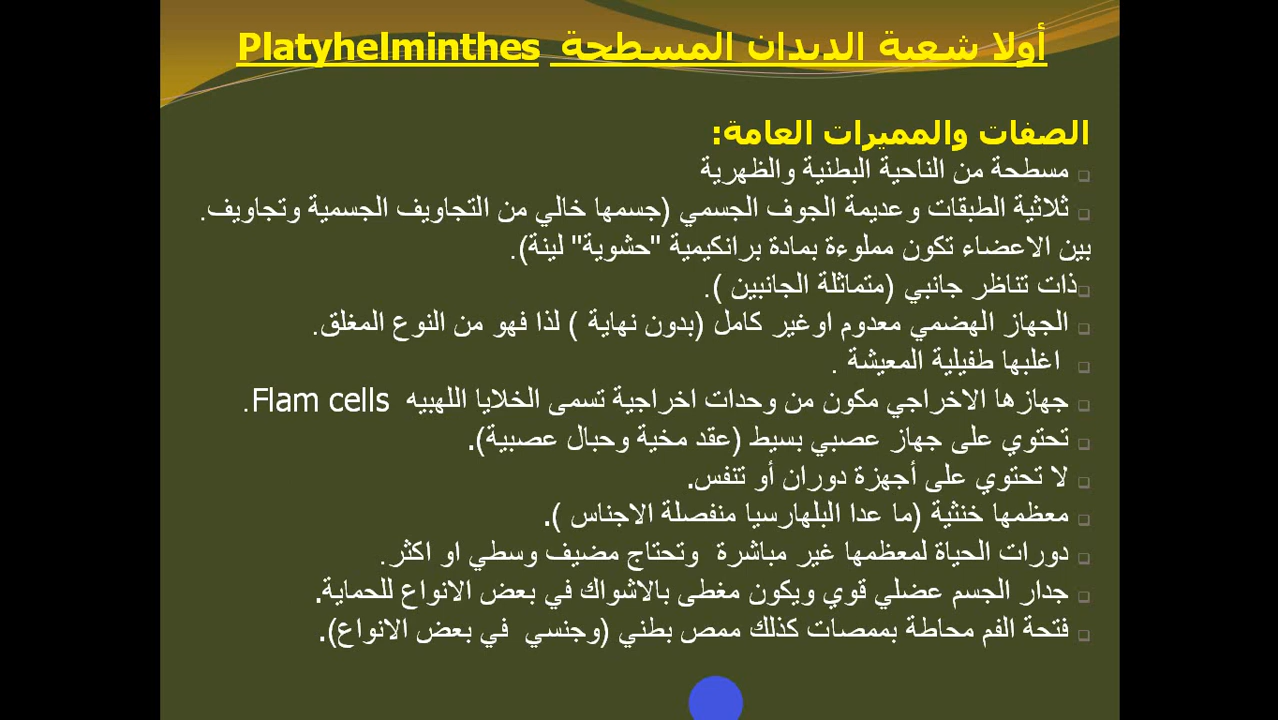 أولا شعبة الديدان المسطحة Platyhelminthes
الصفات والمميزات العامة:
مسطحة من الناحية البطنية والظهرية
ثلاثية الطبقات وعديمة الجوف الجسمي (جسمها خالي من التجاويف الجسمية وتجاويف.
بين الاعضاء تكون مملوءة بمادة برانكيمية "حشوية" لينة).
ذات تناظر جانبي (متماثلة الجانبين ).
الجهاز الهضمي معدوم اوغير كامل (بدون نهاية ) لذا فهو من النوع المغلق.
اغلبها طفيلية المعيشة .
جهازها الاخراجي مكون من وحدات اخراجية تسمى الخلايا اللهبيه Flam cells.
تحتوي على جهاز عصبي بسيط (عقد مخية وحبال عصبية).
لا تحتوي على أجهزة دوران أو تنفس.
معظمها خنثية (ما عدا البلهارسيا منفصلة الاجناس ).
دورات الحياة لمعظمها غير مباشرة وتحتاج مضيف وسطي او اكثر.
جدار الجسم عضلي قوي ويكون مغطى بالاشواك في بعض الانواع للحماية.
فتحة الفم محاطة بممصات كذلك ممص بطني (وجنسي في بعض الانواع).